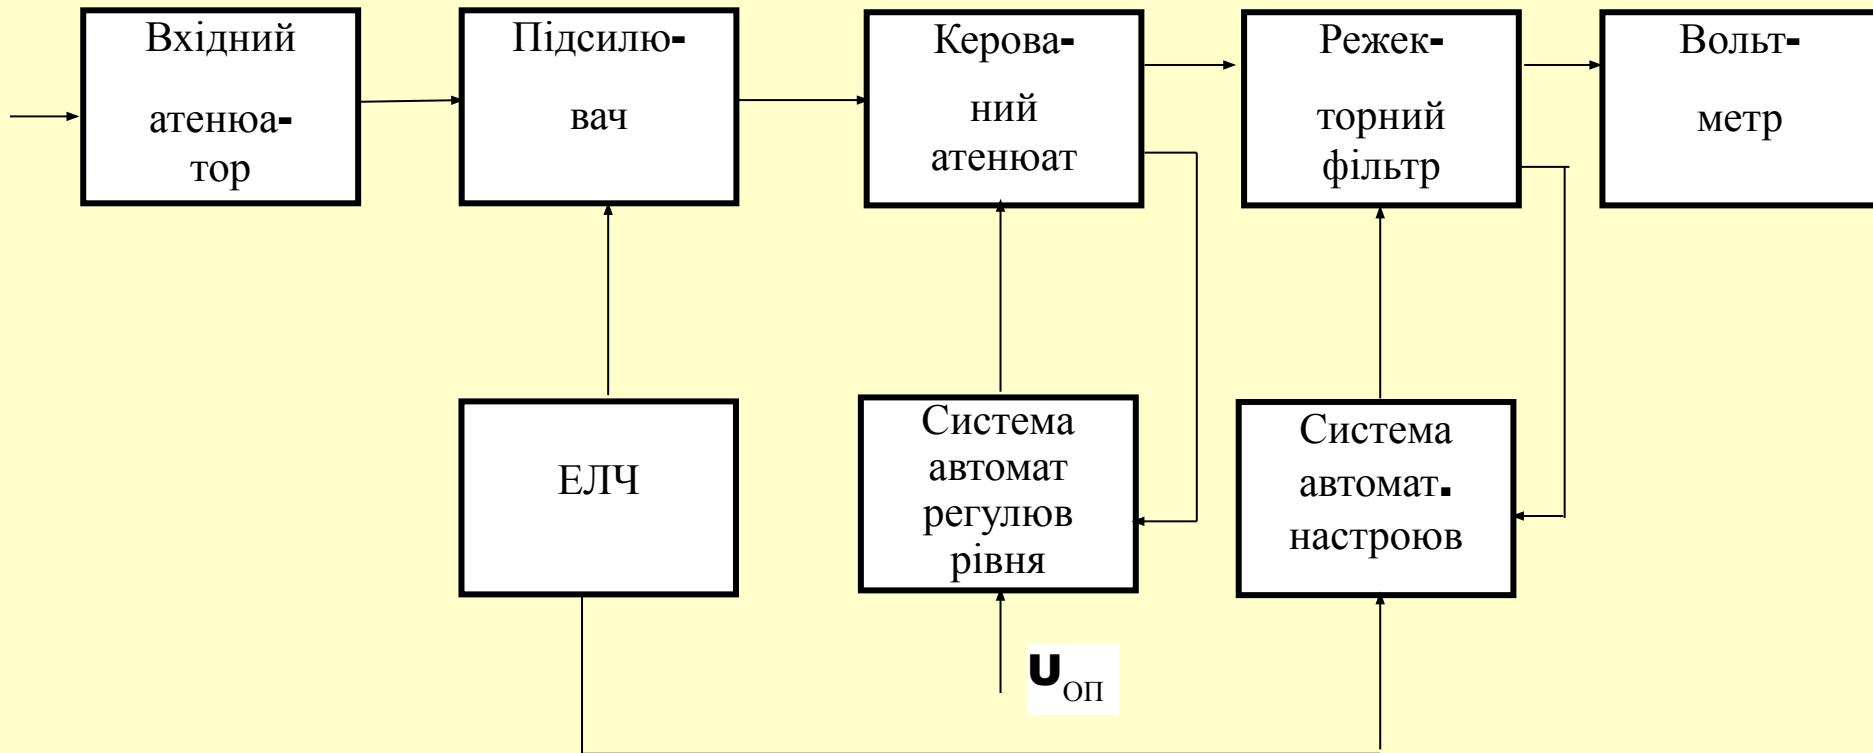 Вхідний
атенюа-
тор
Підсилю-
вач
Керова-
ний
атенюат
Режек-
торний
фільтр
Вольт-
метр
ЕЛЧ
Система
автомат
регулюв
рівня
Система
автомат.
настроюв
UОП